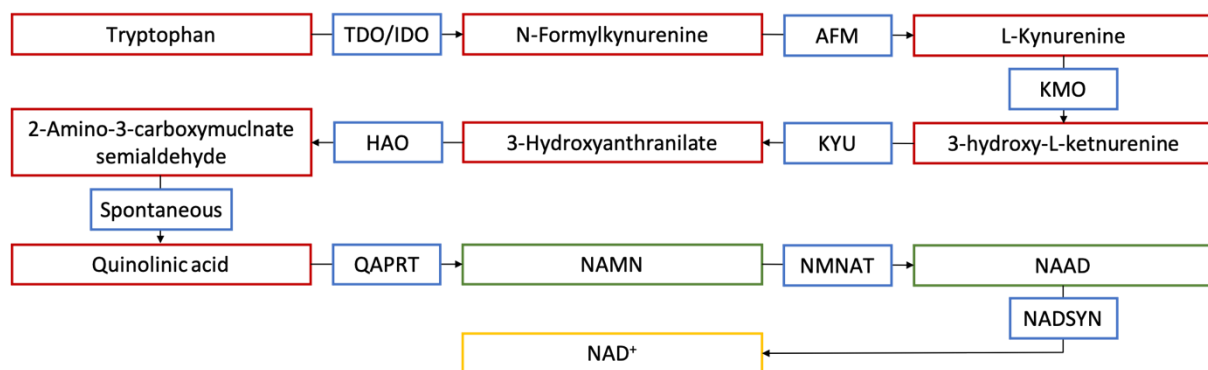 Tryptophan
TDO/IDO
N-Formylkynurenine
AFM
L-Kynurenine
KMO
2-Amino-3-carboxymuclnate
semialdehyde
HAO
3-Hydroxyanthranilate
KYU
3-hydroxy-L-ketnurenine
Spontaneous
Quinolinic acid
QAPRT
NAMN
NMNAT
NAAD
NADSYN
NAD⁺